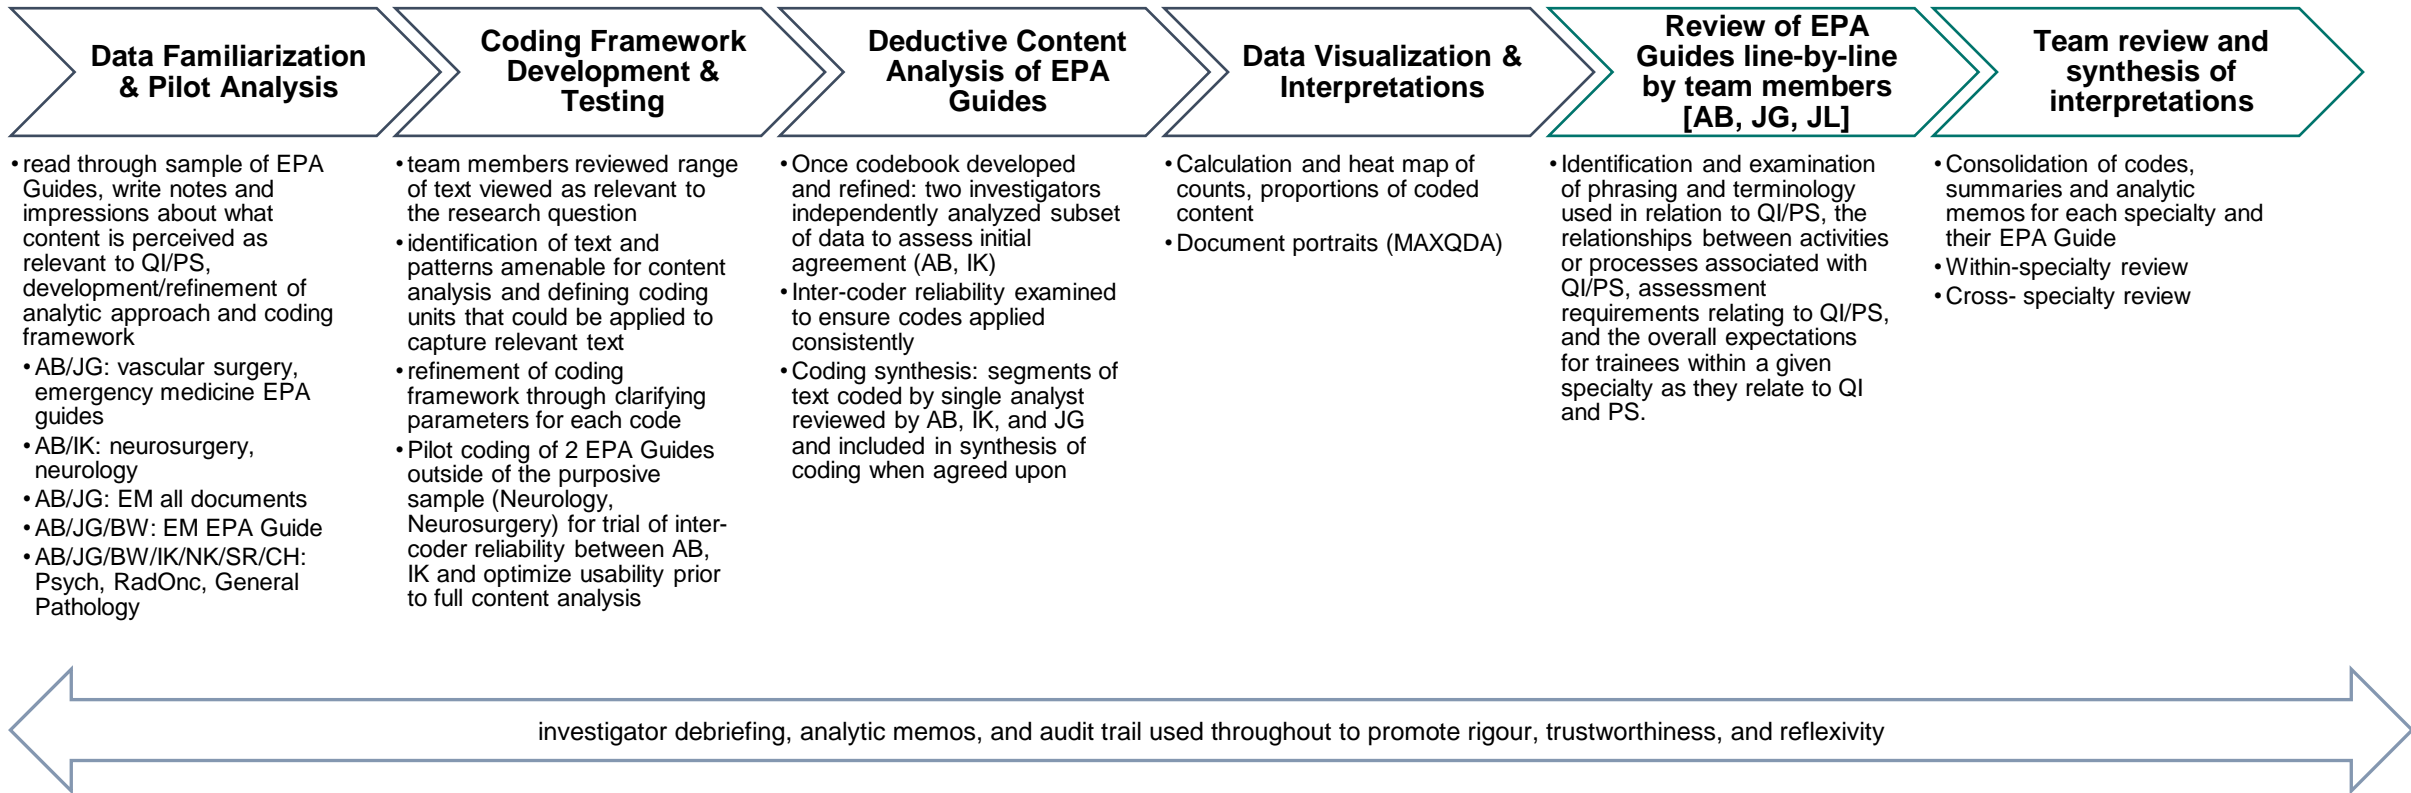 Data Familiarization
& Pilot Analysis
•read through sample of EPA
Guides, write notes and
impressions about what
content is perceived as
relevant to QI/PS,
development/refinement of
analytic approach and coding
framework
•AB/JG: vascular surgery,
emergency medicine EPA
guides
•AB/IK: neurosurgery,
neurology
•AB/JG: EM all documents
•AB/JG/BW: EM EPA Guide
•AB/JG/BW/IK/NK/SR/CH:
Psych, RadOnc, General
Pathology
Coding Framework
Development &
Testing
•team members reviewed range
of text viewed as relevant to
the research question
•identification of text and
patterns amenable for content
analysis and defining coding
units that could be applied to
capture relevant text
•refinement of coding
framework through clarifying
parameters for each code
•Pilot coding of 2 EPA Guides
outside of the purposive
sample (Neurology,
Neurosurgery) for trial of inter-
coder reliability between AB,
IK and optimize usability prior
to full content analysis
Deductive Content
Analysis of EPA
Guides
•Once codebook developed
and refined: two investigators
independently analyzed subset
of data to assess initial
agreement (AB, IK)
•Inter-coder reliability examined
to ensure codes applied
consistently
•Coding synthesis: segments of
text coded by single analyst
reviewed by AB, IK, and JG
and included in synthesis of
coding when agreed upon
Data Visualization &
Interpretations
•Calculation and heat map of
counts, proportions of coded
content
•Document portraits (MAXQDA)
Review of EPA
Guides line-by-line
by team members
[AB, JG, JL]
•Identification and examination
of phrasing and terminology
used in relation to QI/PS, the
relationships between activities
or processes associated with
QI/PS, assessment
requirements relating to QI/PS,
and the overall expectations
for trainees within a given
specialty as they relate to QI
and PS.
Team review and
synthesis of
interpretations
•Consolidation of codes,
summaries and analytic
memos for each specialty and
their EPA Guide
•Within-specialty review
•Cross- specialty review
investigator debriefing, analytic memos, and audit trail used throughout to promote rigour, trustworthiness, and reflexivity